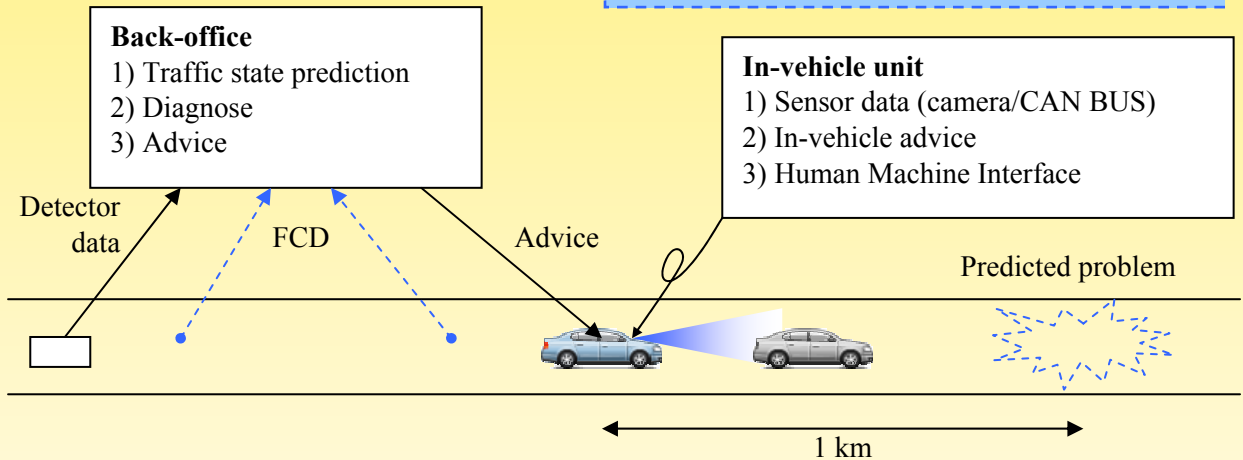 Back-office
1) Traffic state prediction
2) Diagnose
3) Advice
In-vehicle unit
1) Sensor data (camera/CAN BUS)
2) In-vehicle advice
3) Human Machine Interface
Detector
data
FCD
Advice
Predicted problem
1 km